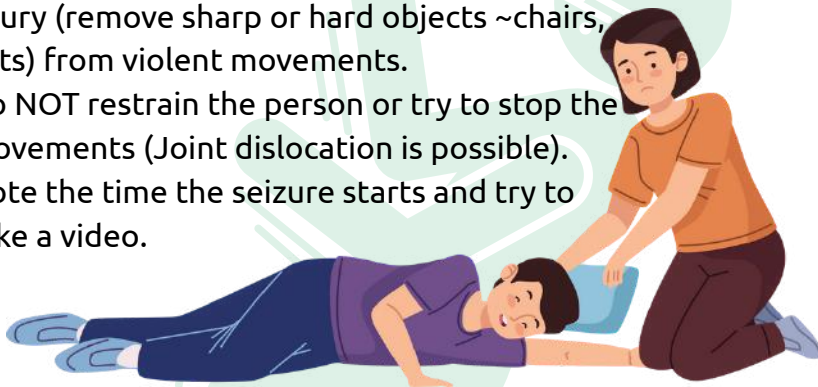 ury (remove sharp or hard objects ~chairs,
ts) from violent movements.
o NOT restrain the person or try to stop the
ovements (Joint dislocation is possible).
ote the time the seizure starts and try to
ke a video.